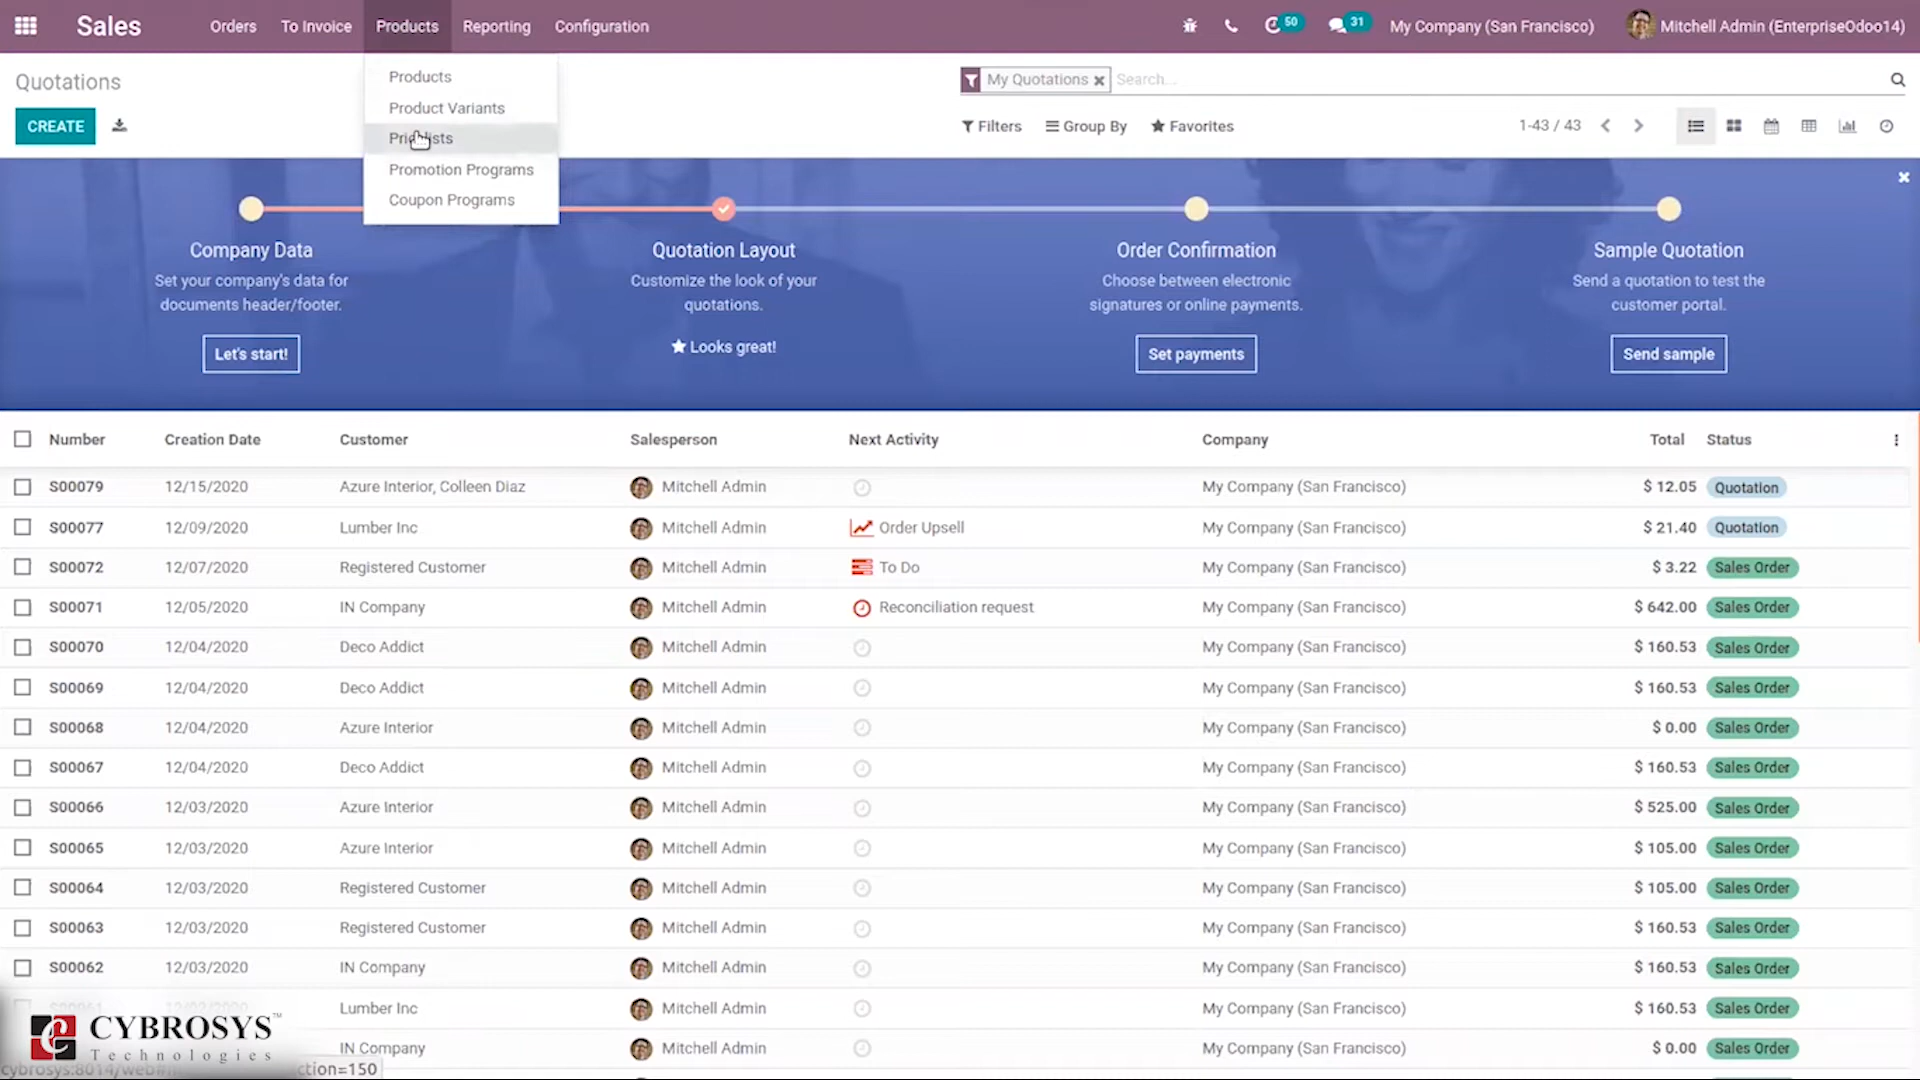 Sales Orders To Invoice Products Reporting Configuration 50 31 My Company (San Francisco) Mitchell Admin (EnterpriseOdoo14)
Quotations
My Quotations Search...
CREATE
Filters Group By Favorites 1-43 / 43
Products
Product Variants
Promotion Programs
Coupon Programs
Company Data
Set your company's data for
documents header/footer.
Let's start!
Quotation Layout
Customize the look of your
quotations.
Looks great!
Order Confirmation
Choose between electronic
signatures or online payments.
Set payments
Sample Quotation
Send a quotation to test the
customer portal.
Send sample
Number Creation Date Customer Salesperson Next Activity Company Total Status
S00079 12/15/2020 Azure Interior, Colleen Diaz Mitchell Admin My Company (San Francisco) $ 12.05 Quotation
S00077 12/09/2020 Lumber Inc Mitchell Admin Order Upsell My Company (San Francisco) $ 21.40 Quotation
S00072 12/07/2020 Registered Customer Mitchell Admin To Do My Company (San Francisco) $ 3.22 Sales Order
S00071 12/05/2020 IN Company Mitchell Admin Reconciliation request My Company (San Francisco) $ 642.00 Sales Order
S00070 12/04/2020 Deco Addict Mitchell Admin My Company (San Francisco) $ 160.53 Sales Order
S00069 12/04/2020 Deco Addict Mitchell Admin My Company (San Francisco) $ 160.53 Sales Order
S00068 12/04/2020 Azure Interior Mitchell Admin My Company (San Francisco) $ 0.00 Sales Order
S00067 12/04/2020 Deco Addict Mitchell Admin My Company (San Francisco) $ 160.53 Sales Order
S00066 12/03/2020 Azure Interior Mitchell Admin My Company (San Francisco) $ 525.00 Sales Order
S00065 12/03/2020 Azure Interior Mitchell Admin My Company (San Francisco) $ 105.00 Sales Order
S00064 12/03/2020 Registered Customer Mitchell Admin My Company (San Francisco) $ 105.00 Sales Order
S00063 12/03/2020 Registered Customer Mitchell Admin My Company (San Francisco) $ 160.53 Sales Order
S00062 12/03/2020 IN Company Mitchell Admin My Company (San Francisco) $ 160.53 Sales Order
Lumber Inc Mitchell Admin My Company (San Francisco) $ 160.53 Sales Order
IN Company Mitchell Admin My Company (San Francisco) $ 0.00 Sales Order
CYBROSYS™
Technologies
ction=150